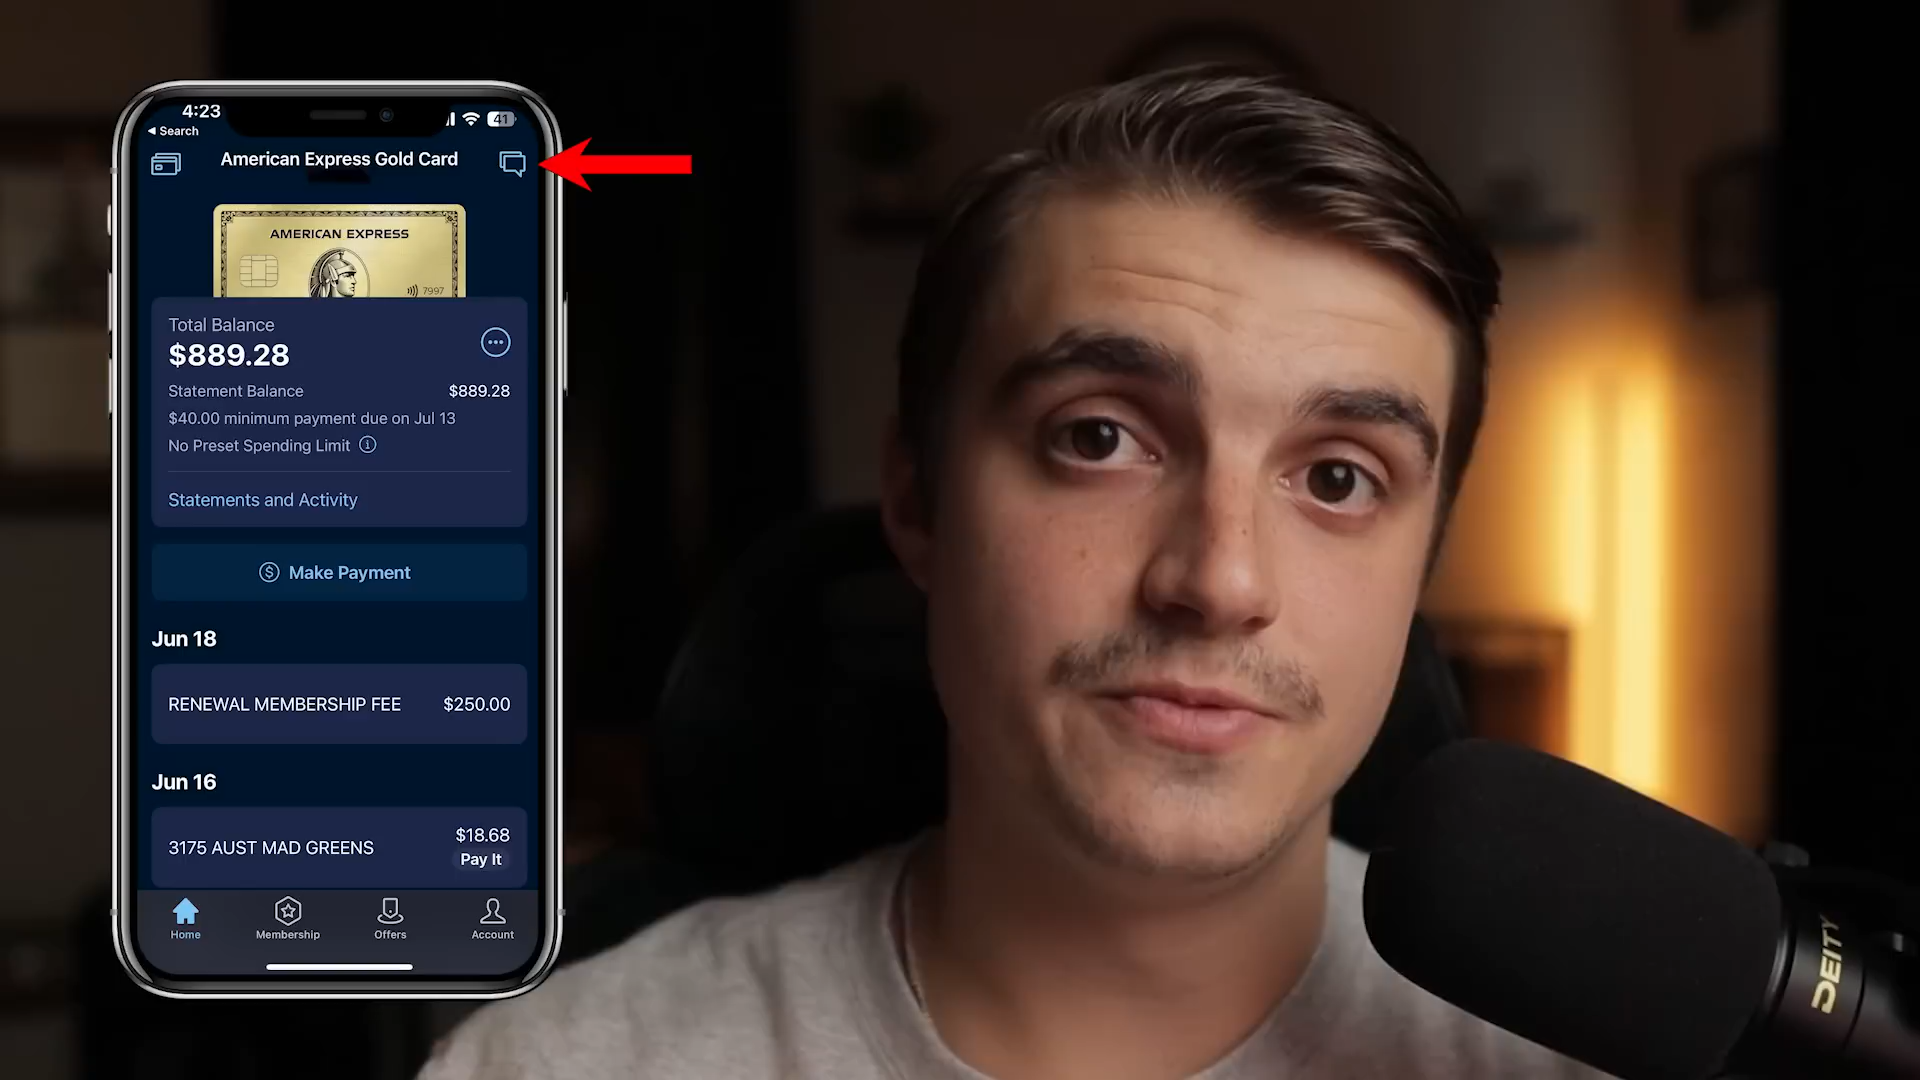 4:23
41
Search
American Express Gold Card
AMERICAN EXPRESS
7997
Total Balance
$889.28
Statement Balance $889.28
$40.00 minimum payment due on Jul 13
No Preset Spending Limit
Statements and Activity
Make Payment
Jun 18
RENEWAL MEMBERSHIP FEE $250.00
Jun 16
3175 AUST MAD GREENS $18.68
Pay It
Home Membership Offers Account
DEITY